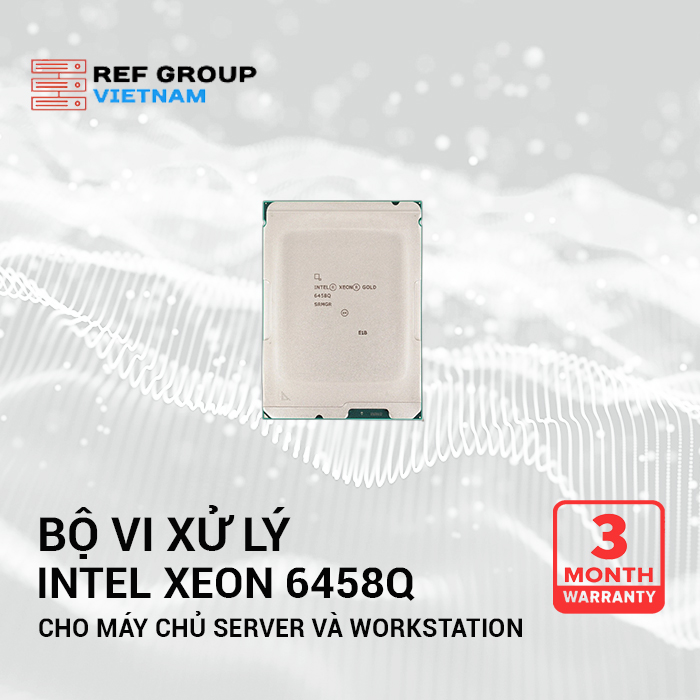 REF GROUP
VIETNAM
INTEL® XEON® GOLD
6458Q
SRMGR
E1B
BỘ VI XỬ LÝ
INTEL XEON 6458Q
CHO MÁY CHỦ SERVER VÀ WORKSTATION
3
MONTH
WARRANTY